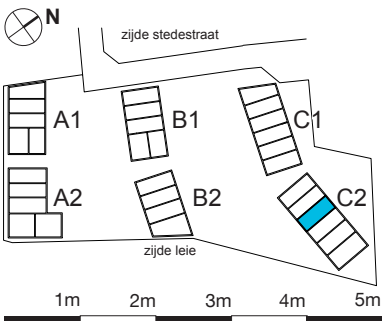 N
zijde stedestraat
A1
B1
C1
A2
B2
C2
zijde leie
1m 2m 3m 4m 5m